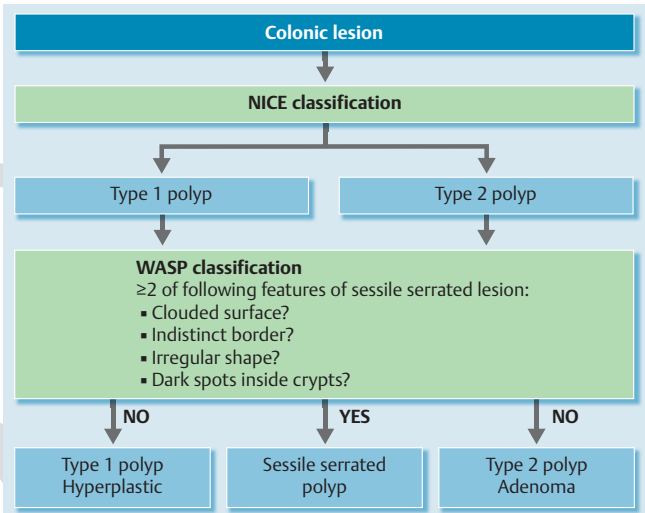 Colonic lesion
NICE classification
Type 1 polyp
Type 2 polyp
WASP classification
≥2 of following features of sessile serrated lesion:
▪ Clouded surface?
▪ Indistinct border?
▪ Irregular shape?
▪ Dark spots inside crypts?
NO
YES
NO
Type 1 polyp
Hyperplastic
Sessile serrated
polyp
Type 2 polyp
Adenoma